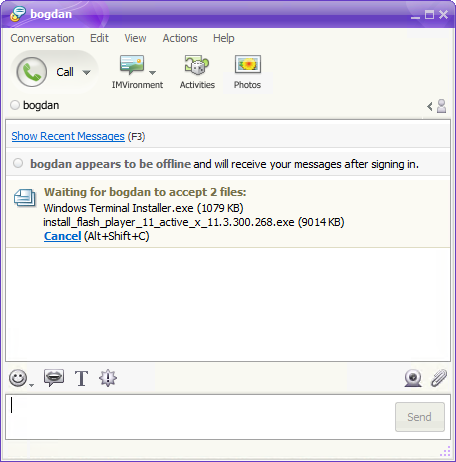 bogdan
Conversation Edit View Actions Help
Call
IMVironment Activities Photos
bogdan
Show Recent Messages (F3)
bogdan appears to be offline and will receive your messages after signing in.
Waiting for bogdan to accept 2 files:
Windows Terminal Installer.exe (1079 KB)
install_flash_player_11_active_x_11.3.300.268.exe (9014 KB)
Cancel (Alt+Shift+C)
T
Send